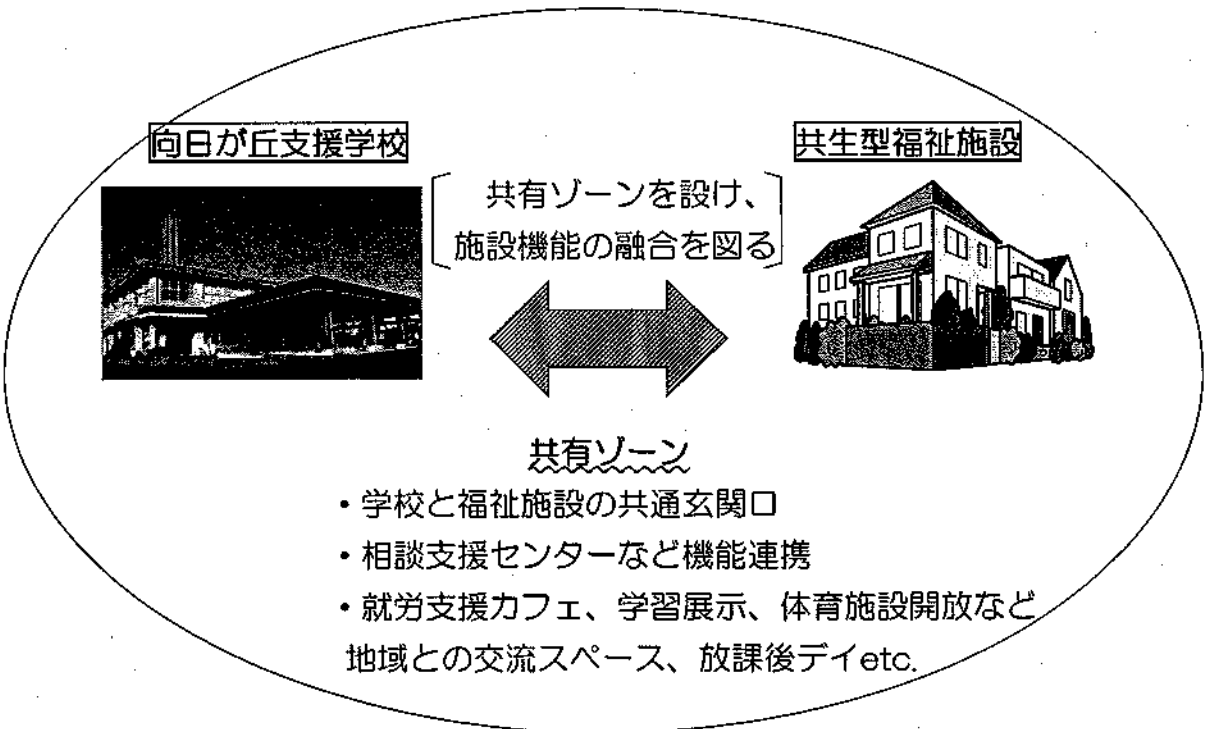 向日が丘支援学校
共生型福祉施設
共有ゾーンを設け、
施設機能の融合を図る
共有ゾーン
・学校と福祉施設の共通玄関口
・相談支援センターなど機能連携
・就労支援カフェ、学習展示、体育施設開放など
地域との交流スペース、放課後デイetc.